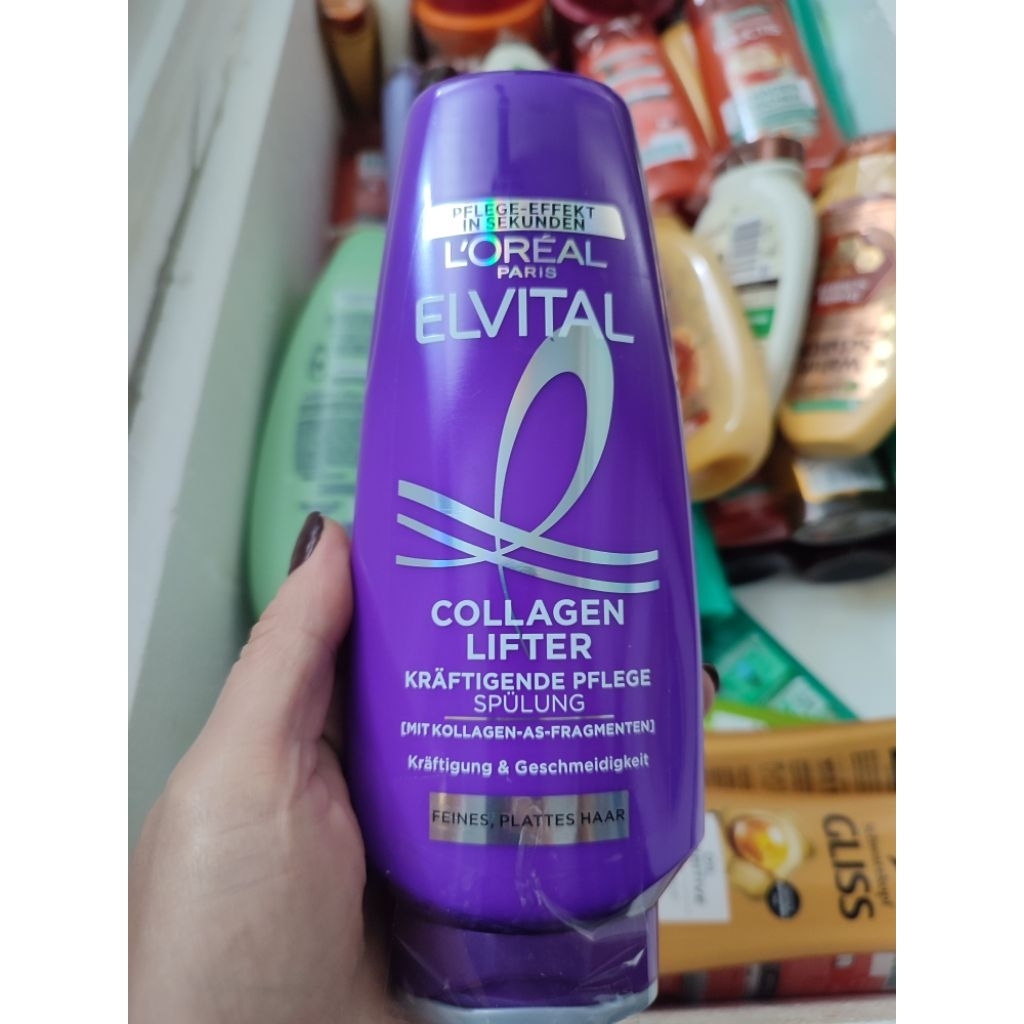 PFLEGE-EFFEKT
IN SEKUNDEN
L'ORÉAL
PARIS
ELVITAL
COLLAGEN
LIFTER
KRÄFTIGENDE PFLEGE
SPÜLUNG
[MIT KOLLAGEN-AS-FRAGMENTEN]
Kräftigung & Geschmeidigkeit
FEINES, PLATTES HAAR
GLISS